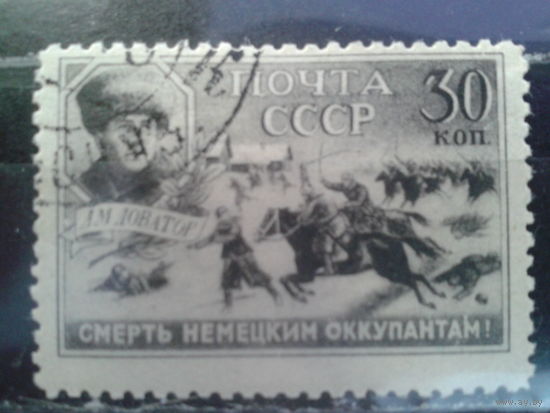 ПОЧТА
СССР
30
КОП.
Л.М.ДОВАТОР
СМЕРТЬ НЕМЕЦКИМ ОККУПАНТАМ!